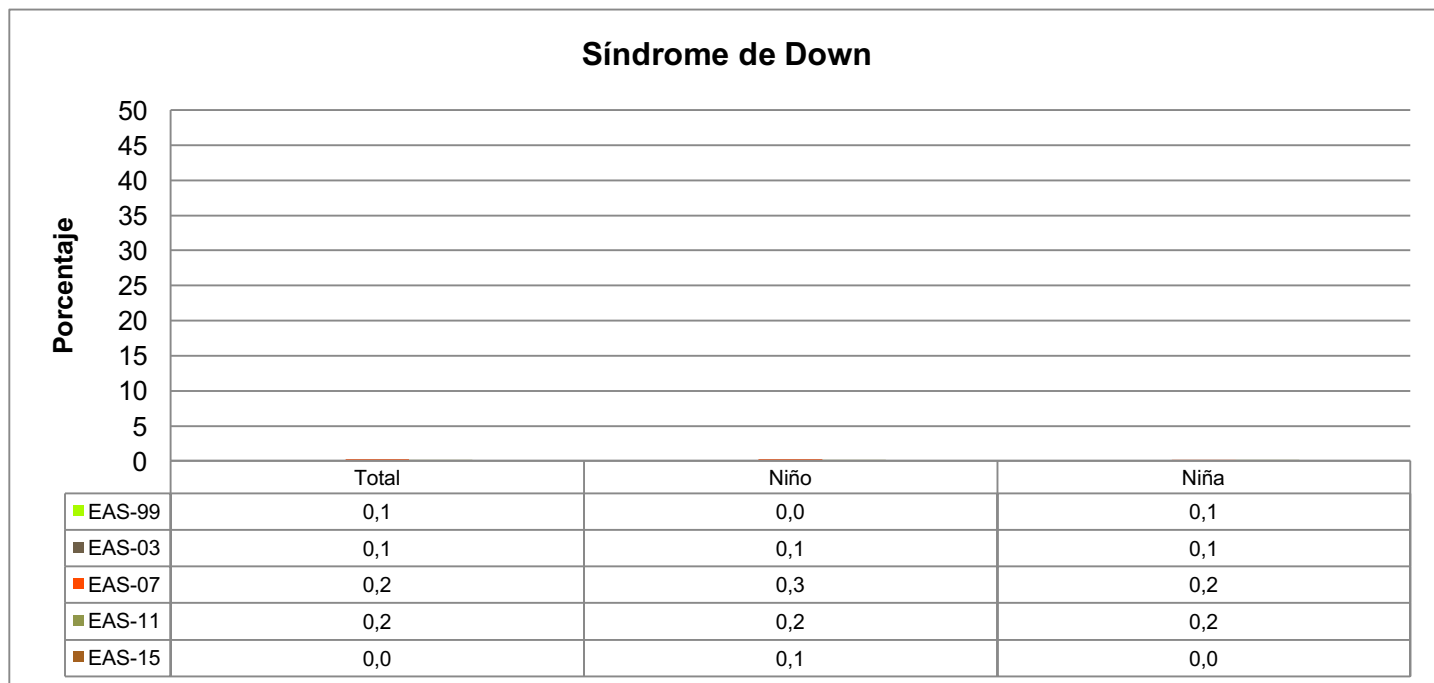 Síndrome de Down
Porcentaje
50
45
40
35
30
25
20
15
10
5
0
Total Niño Niña
EAS-99 0,1 0,0 0,1
EAS-03 0,1 0,1 0,1
EAS-07 0,2 0,3 0,2
EAS-11 0,2 0,2 0,2
EAS-15 0,0 0,1 0,0